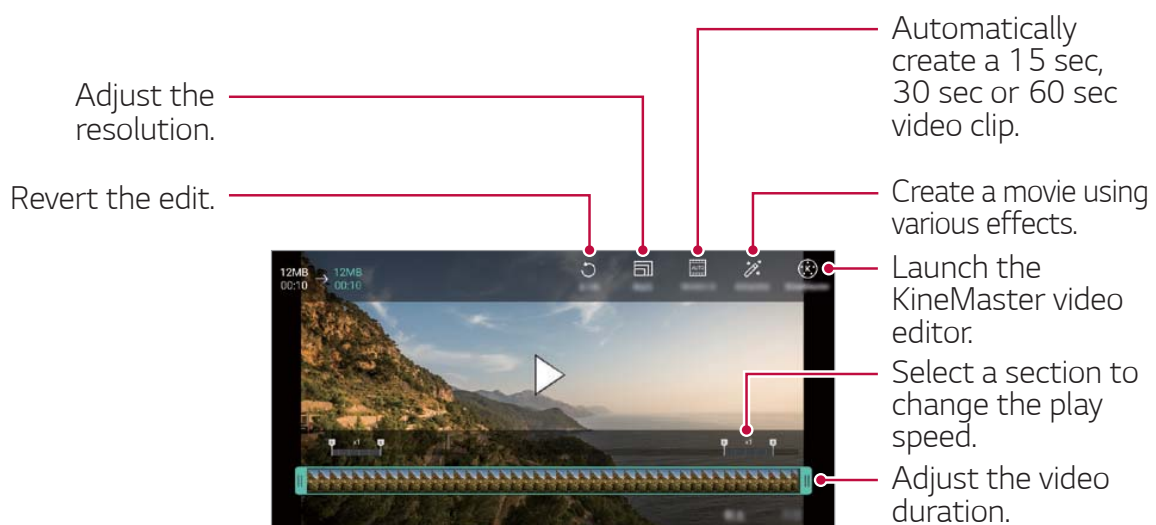 Automatically
create a 15 sec,
30 sec or 60 sec
video clip.
Adjust the
resolution.
Revert the edit.
Create a movie using
various effects.
Launch the
KineMaster video
editor.
Select a section to
change the play
speed.
Adjust the video
duration.
12MB → 12MB
00:10 00:10
AUTO
K
x1
x1